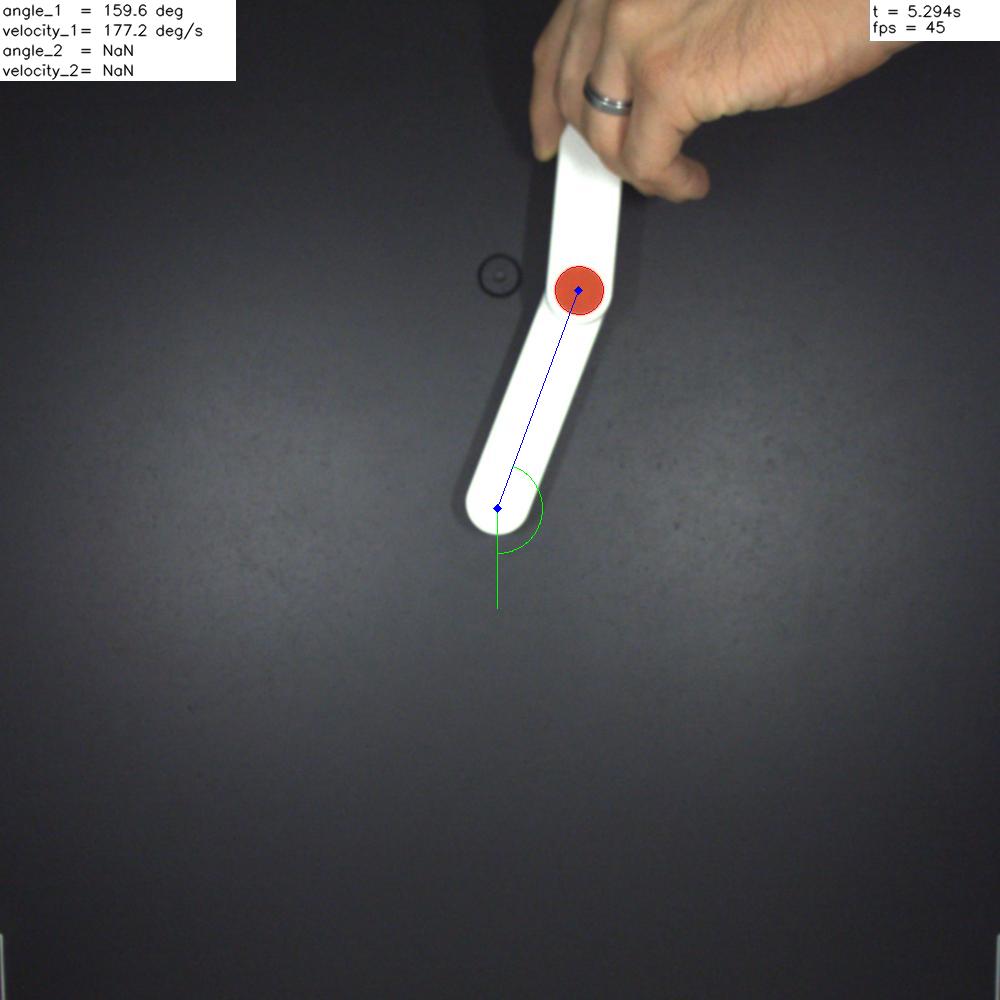 angle_1 = 159.6 deg
velocity_1= 177.2 deg/s
angle_2 = NaN
velocity_2= NaN
t = 5.294s
fps = 45